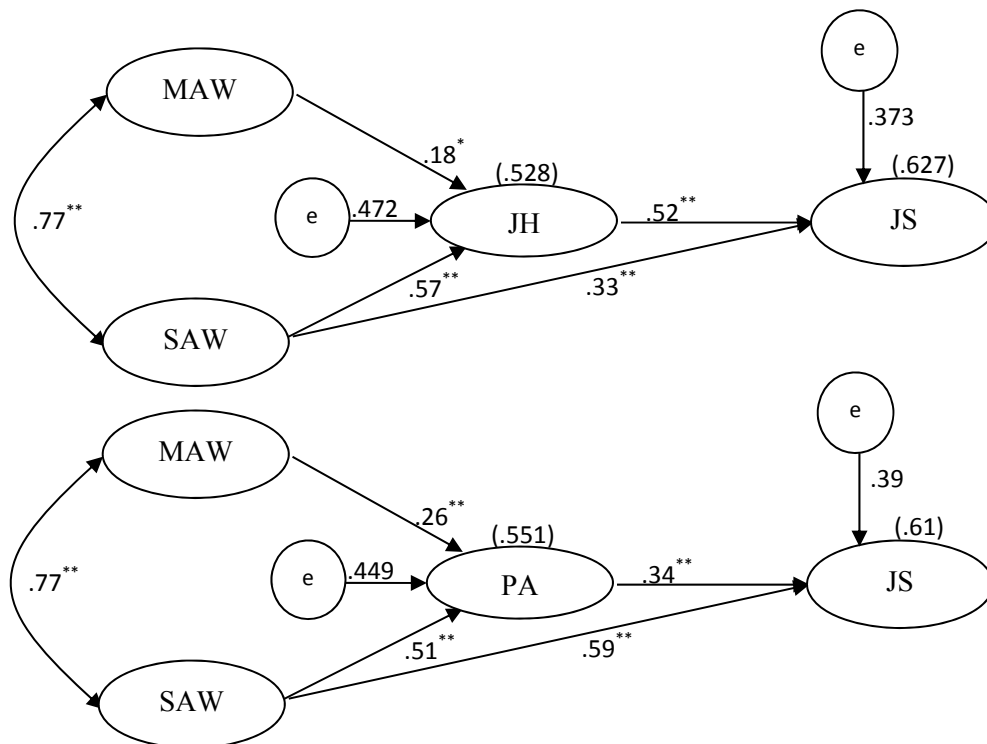 e
MAW
.373
.18*
(.528)
(.627)
e
.472
JH
.52**
JS
.77**
.57**
.33**
SAW
e
MAW
.39
.26**
(.551)
(.61)
e
.449
PA
.34**
JS
.77**
.51**
.59**
SAW